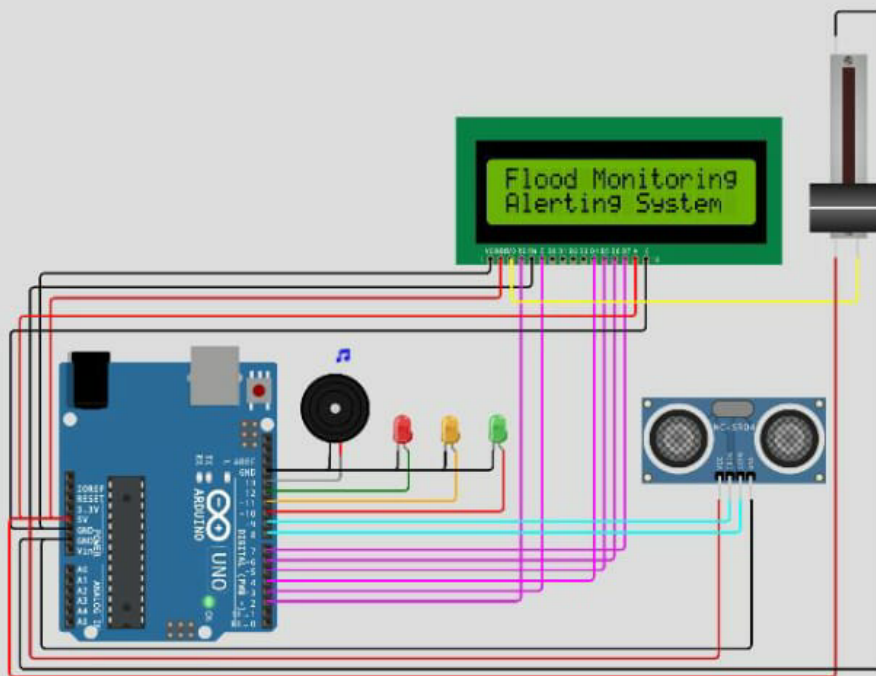 Flood Monitoring
Alerting System
AREF
GND
13
12
~11
~10
~9
8
7
~6
~5
4
~3
2
IOREF
RESET
3.3V
5V
GND
GND
Vin
A0
A1
A2
A3
A4
A5
POWER
ANALOG IN
TX
RX
L
ARDUINO
UNO
ON
DIGITAL (PWM ~)
HC-SR04